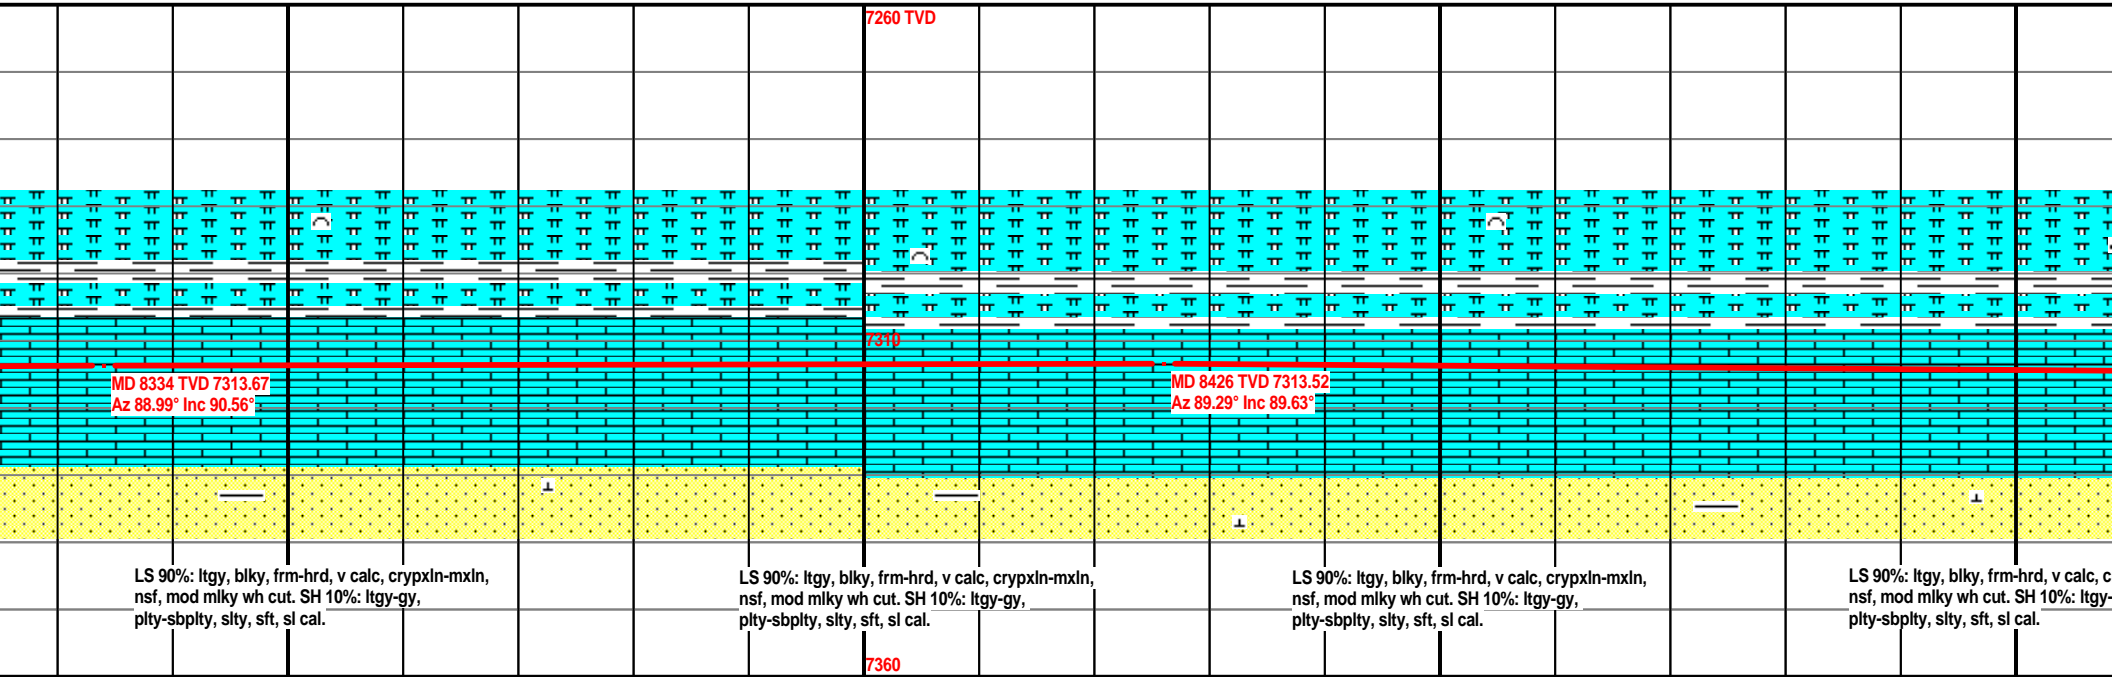 7260 TVD
7310
MD 8334 TVD 7313.67
Az 88.99° Inc 90.56°
MD 8426 TVD 7313.52
Az 89.29° Inc 89.63°
LS 90%: ltgy, blky, frm-hrd, v calc, crypxln-mxln,
nsf, mod mlky wh cut. SH 10%: ltgy-gy,
plty-sbplty, slty, sft, sl cal.
LS 90%: ltgy, blky, frm-hrd, v calc, crypxln-mxln,
nsf, mod mlky wh cut. SH 10%: ltgy-gy,
plty-sbplty, slty, sft, sl cal.
LS 90%: ltgy, blky, frm-hrd, v calc, crypxln-mxln,
nsf, mod mlky wh cut. SH 10%: ltgy-gy,
plty-sbplty, slty, sft, sl cal.
LS 90%: ltgy, blky, frm-hrd, v calc, c
nsf, mod mlky wh cut. SH 10%: ltgy-
plty-sbplty, slty, sft, sl cal.
7360